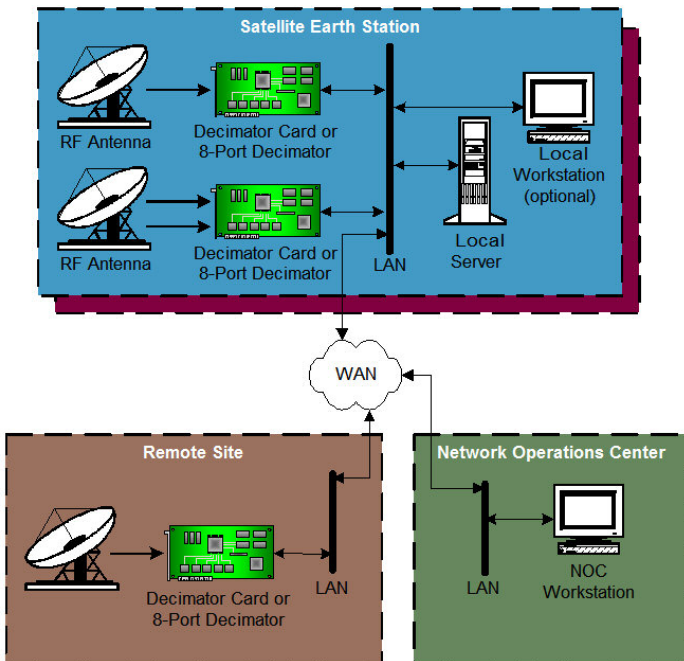 Satellite Earth Station
RF Antenna
Decimator Card or
8-Port Decimator
Local
Workstation
(optional)
RF Antenna
Decimator Card or
8-Port Decimator
LAN
Local
Server
WAN
Remote Site
Decimator Card or
8-Port Decimator
LAN
Network Operations Center
LAN
NOC
Workstation